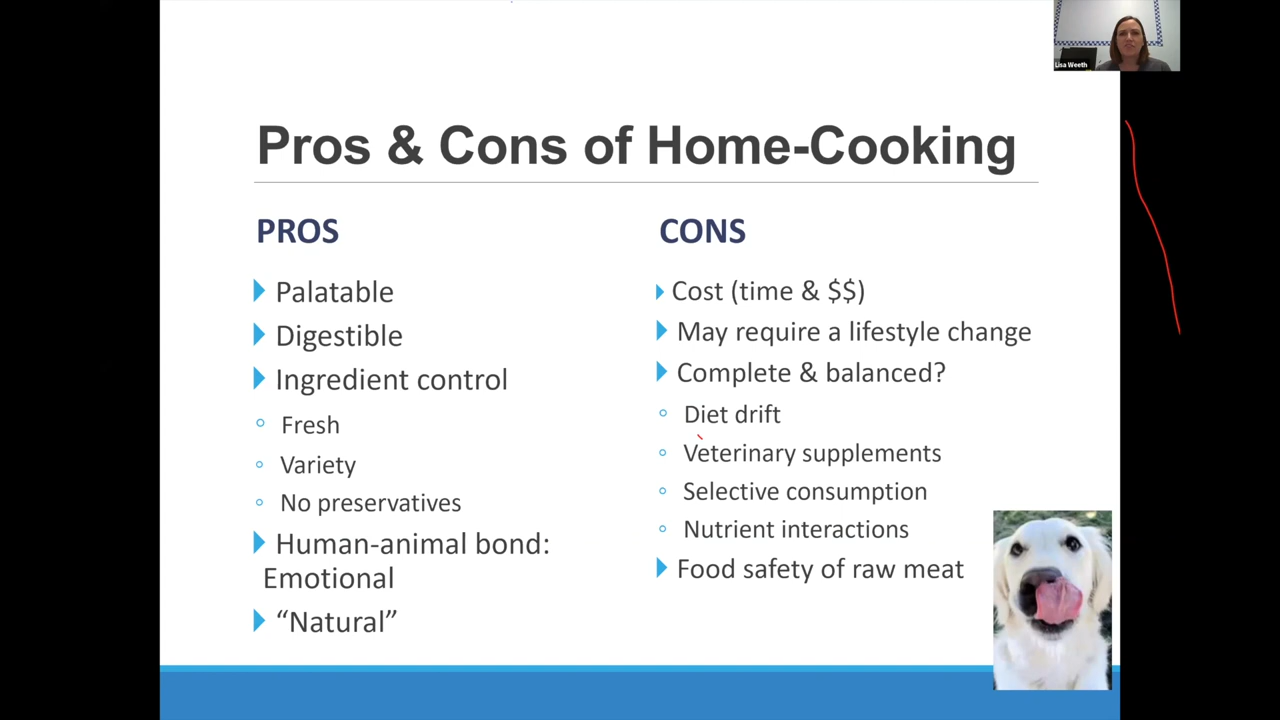 Lisa Weeth
Pros & Cons of Home-Cooking
PROS
Palatable
Digestible
Ingredient control
Fresh
Variety
No preservatives
Human-animal bond:
Emotional
“Natural”
CONS
Cost (time & $$)
May require a lifestyle change
Complete & balanced?
Diet drift
Veterinary supplements
Selective consumption
Nutrient interactions
Food safety of raw meat